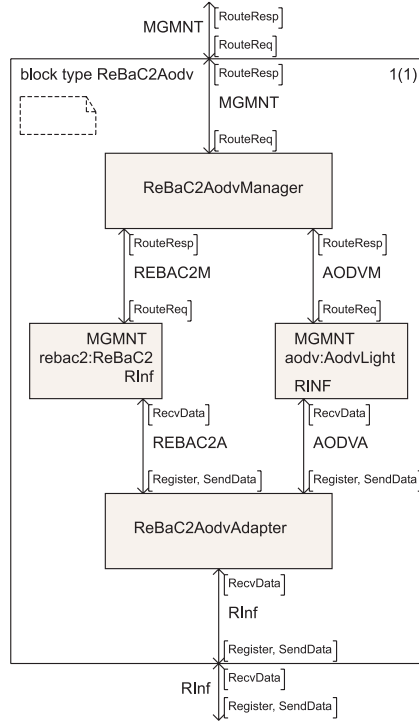 [RouteResp]
MGMNT
[RouteReq]
block type ReBaC2Aodv
[RouteResp]
1(1)
MGMNT
[RouteReq]
ReBaC2AodvManager
[RouteResp]
[RouteResp]
REBAC2M
AODVM
[RouteReq]
[RouteReq]
MGMNT
rebac2:ReBaC2
RInf
MGMNT
aodv:AodvLight
RINF
[RecvData]
[RecvData]
REBAC2A
AODVA
[Register, SendData]
[Register, SendData]
ReBaC2AodvAdapter
[RecvData]
RInf
[Register, SendData]
RInf
[RecvData]
[Register, SendData]